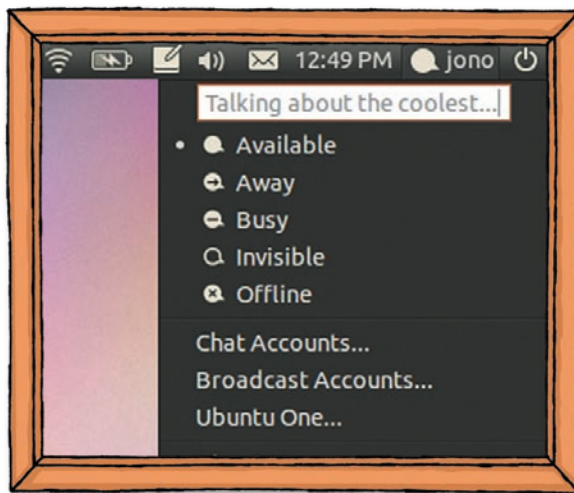 12:49 PM jono
Talking about the coolest...
Available
Away
Busy
Invisible
Offline
Chat Accounts...
Broadcast Accounts...
Ubuntu One...